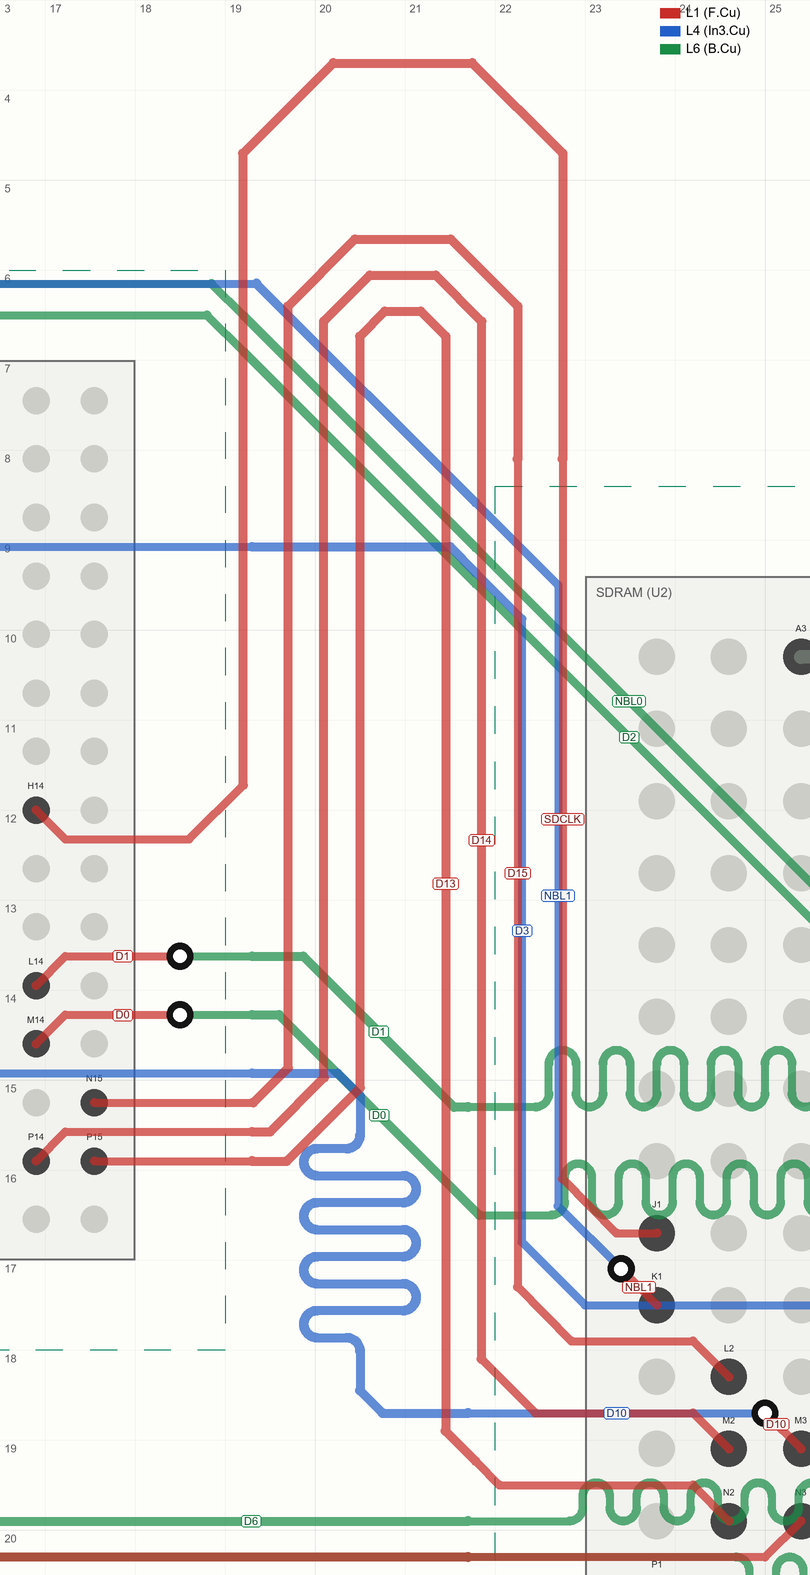 3 17 18 19 20 21 22 23 24 25
L1 (F.Cu)
L4 (In3.Cu)
L6 (B.Cu)
4
5
6
7
8
9
SDRAM (U2)
10
A3
NBL0
11
D2
H14
12
SDCLK
D14
D15
D13
NBL1
13
D3
D1
L14
14
M14
D0
D1
15
N15
D0
P14
P15
16
J1
17
K1
NBL1
18
L2
D10
M2
D10
M3
19
N2
N3
D6
20
P1